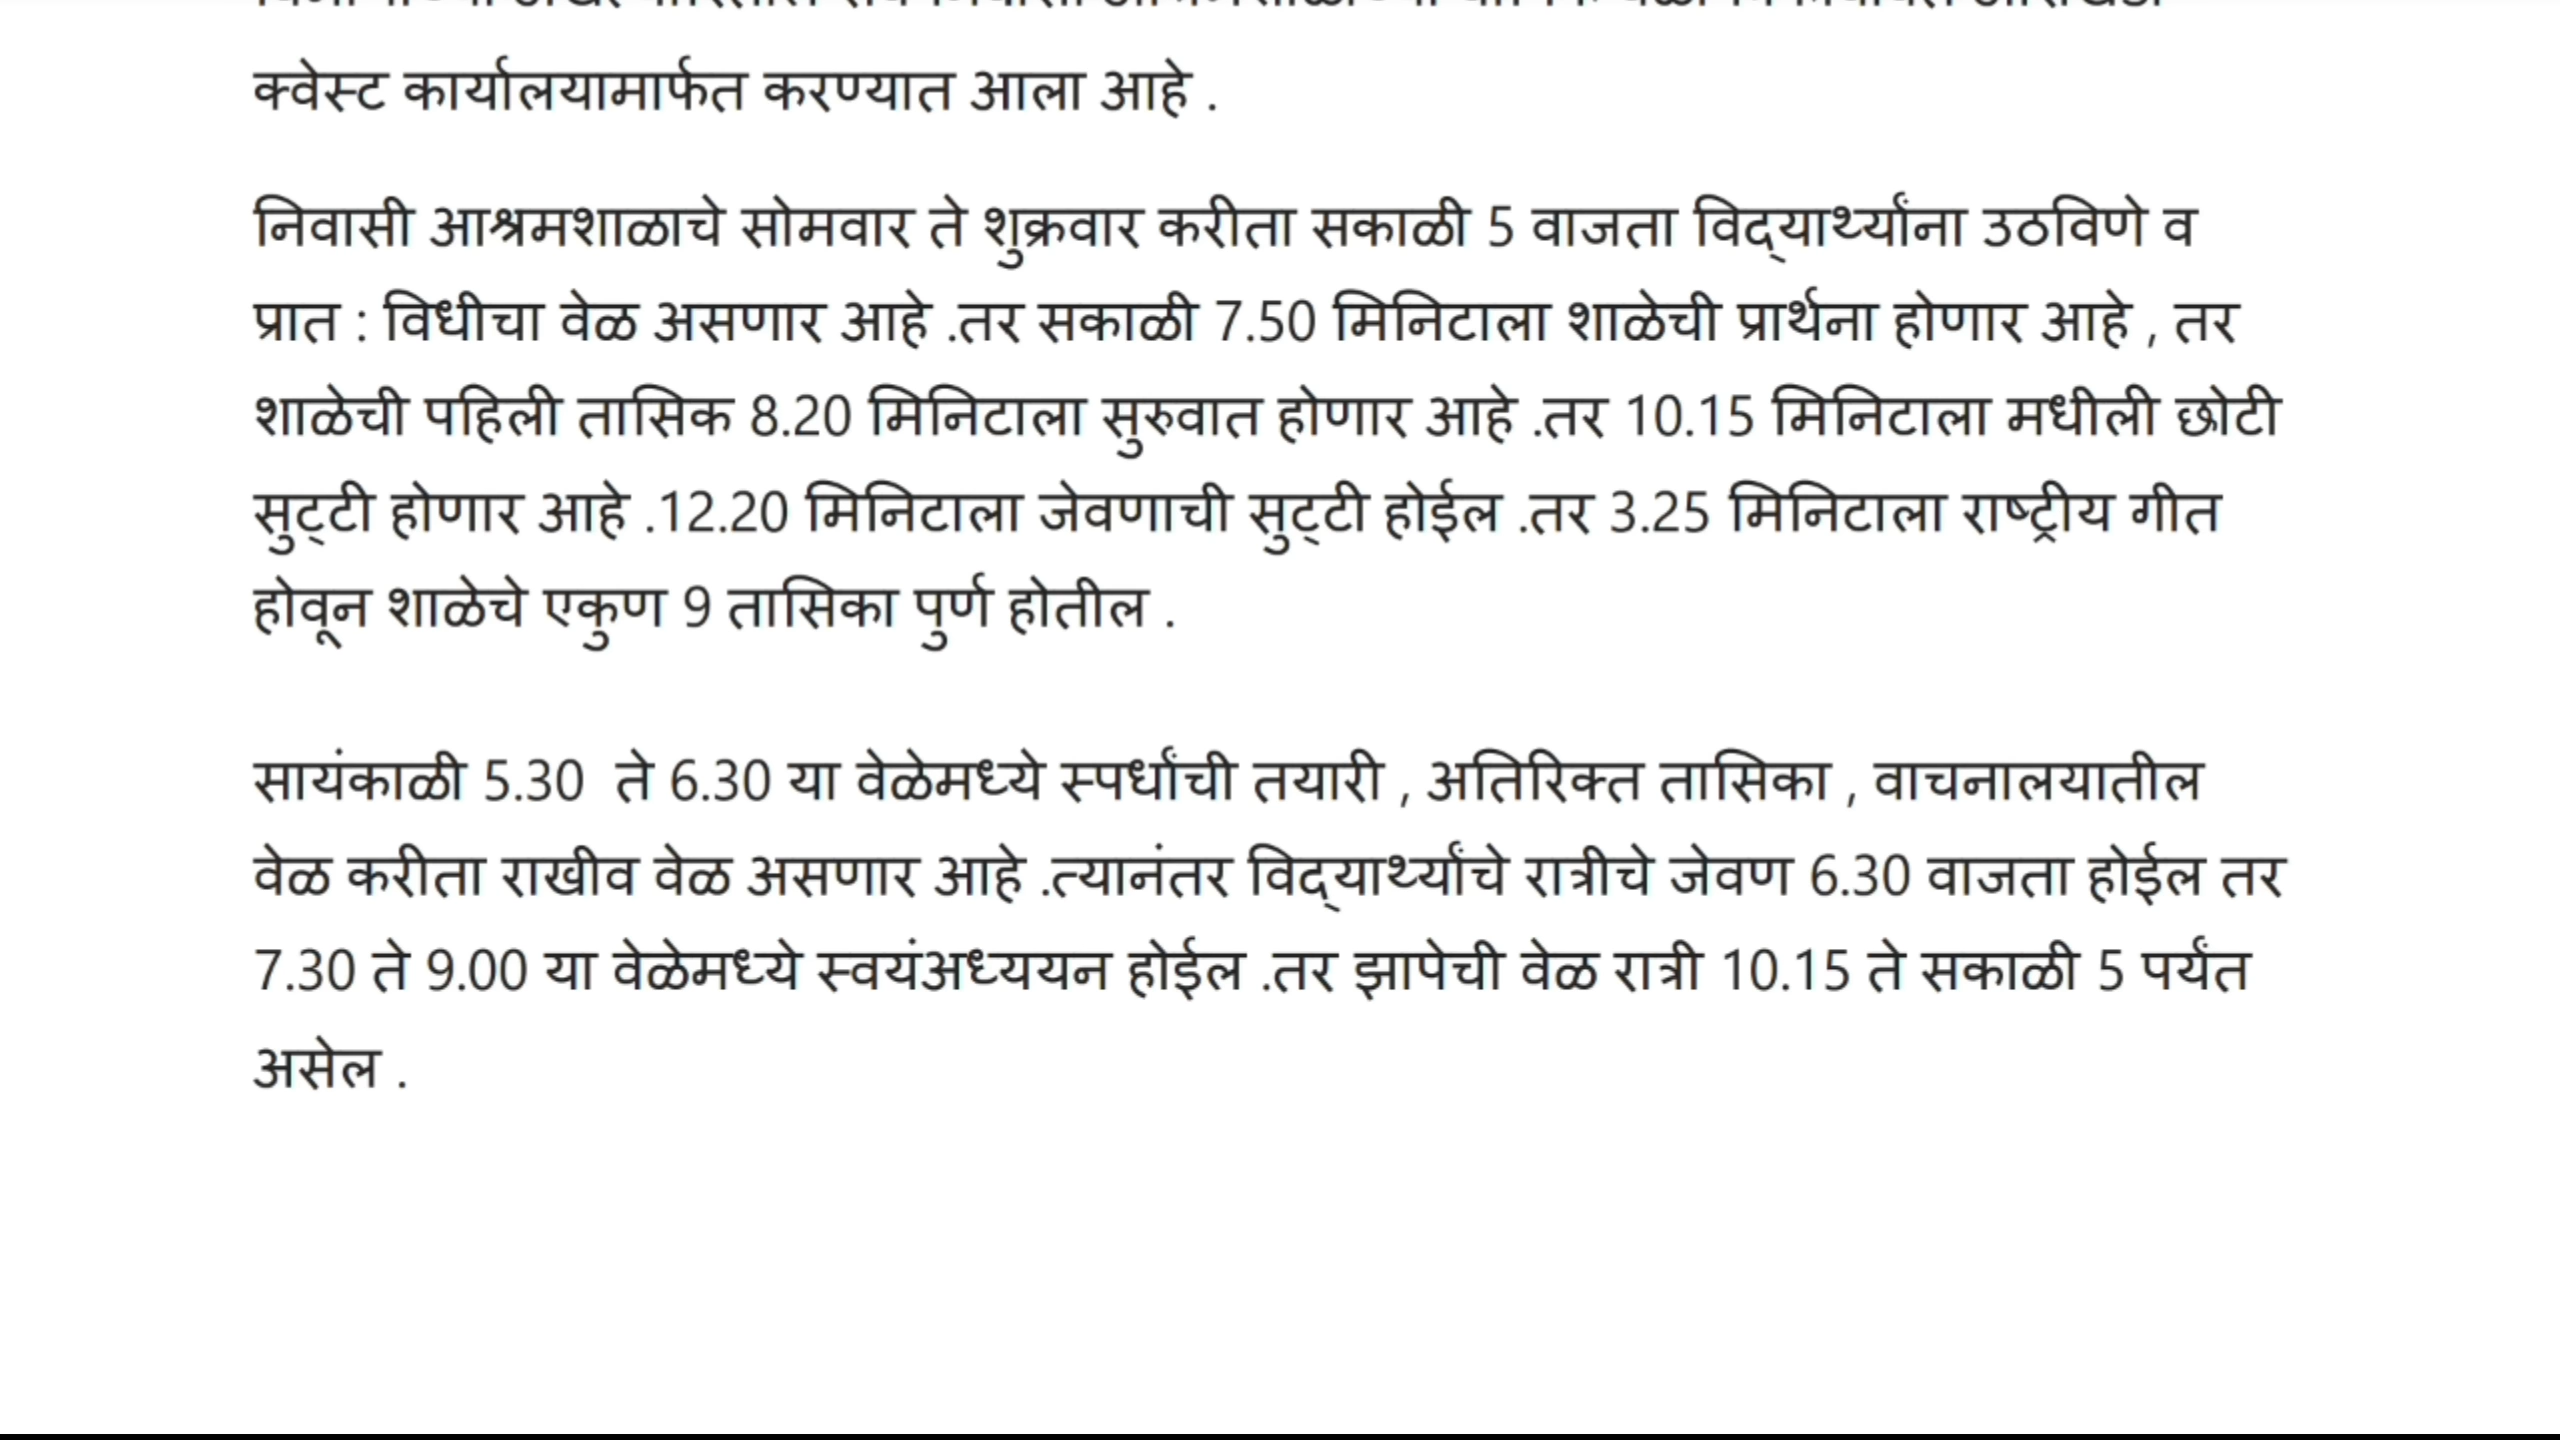 क्वेस्ट कार्यालयामार्फत करण्यात आला आहे .
निवासी आश्रमशाळाचे सोमवार ते शुक्रवार करीता सकाळी 5 वाजता विद्‌यार्थ्यांना उठविणे व
प्रात : विधीचा वेळ असणार आहे .तर सकाळी 7.50 मिनिटाला शाळेची प्रार्थना होणार आहे , तर
शाळेची पहिली तासिक 8.20 मिनिटाला सुरुवात होणार आहे .तर 10.15 मिनिटाला मधीली छोटी
सुट्टी होणार आहे .12.20 मिनिटाला जेवणाची सुट्टी होईल .तर 3.25 मिनिटाला राष्ट्रीय गीत
होवून शाळेचे एकुण 9 तासिका पुर्ण होतील .
सायंकाळी 5.30  ते 6.30 या वेळेमध्ये स्पर्धांची तयारी , अतिरिक्त तासिका , वाचनालयातील
वेळ करीता राखीव वेळ असणार आहे .त्यानंतर विद्‌यार्थ्यांचे रात्रीचे जेवण 6.30 वाजता होईल तर
7.30 ते 9.00 या वेळेमध्ये स्वयंअध्ययन होईल .तर झापेची वेळ रात्री 10.15 ते सकाळी 5 पर्यंत
असेल .